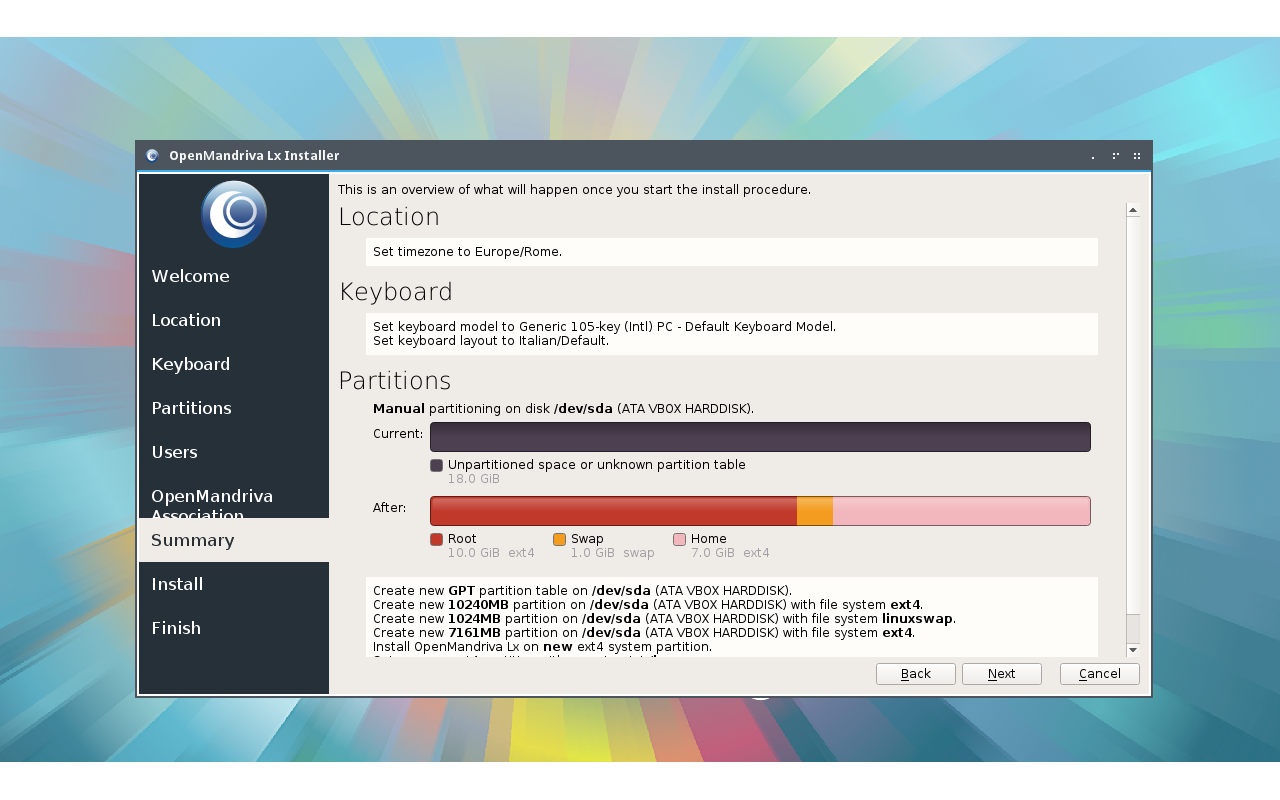 OpenMandriva Lx Installer
This is an overview of what will happen once you start the install procedure.
Welcome
Location
Keyboard
Partitions
Users
OpenMandriva
Association
Summary
Install
Finish
Location
Set timezone to Europe/Rome.
Keyboard
Set keyboard model to Generic 105-key (Intl) PC - Default Keyboard Model.
Set keyboard layout to Italian/Default.
Partitions
Manual partitioning on disk /dev/sda (ATA VBOX HARDDISK).
Current:
Unpartitioned space or unknown partition table
18.0 GiB
After:
Root Swap Home
10.0 GiB ext4 1.0 GiB swap 7.0 GiB ext4
Create new GPT partition table on /dev/sda (ATA VBOX HARDDISK).
Create new 10240MB partition on /dev/sda (ATA VBOX HARDDISK) with file system ext4.
Create new 1024MB partition on /dev/sda (ATA VBOX HARDDISK) with file system linuxswap.
Create new 7161MB partition on /dev/sda (ATA VBOX HARDDISK) with file system ext4.
Install OpenMandriva Lx on new ext4 system partition.
Back Next Cancel